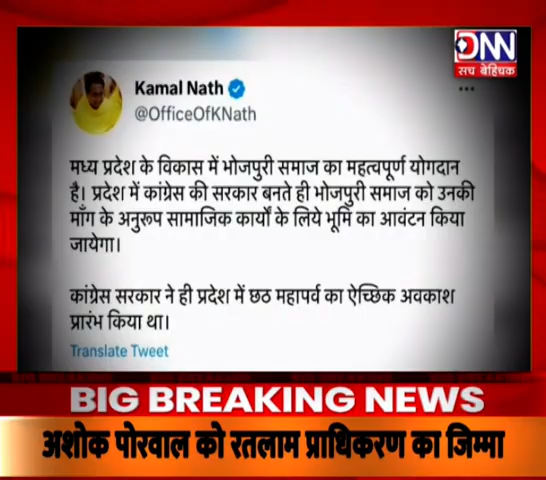 DNN
सच बेहिचक
Kamal Nath
@OfficeOfKNath
मध्य प्रदेश के विकास में भोजपुरी समाज का महत्वपूर्ण योगदान
है। प्रदेश में कांग्रेस की सरकार बनते ही भोजपुरी समाज को उनकी
माँग के अनुरूप सामाजिक कार्यों के लिये भूमि का आवंटन किया
जायेगा।
कांग्रेस सरकार ने ही प्रदेश में छठ महापर्व का ऐच्छिक अवकाश
प्रारंभ किया था।
Translate Tweet
BIG BREAKING NEWS
अशोक पोरवाल को रतलाम प्राधिकरण का जिम्मा